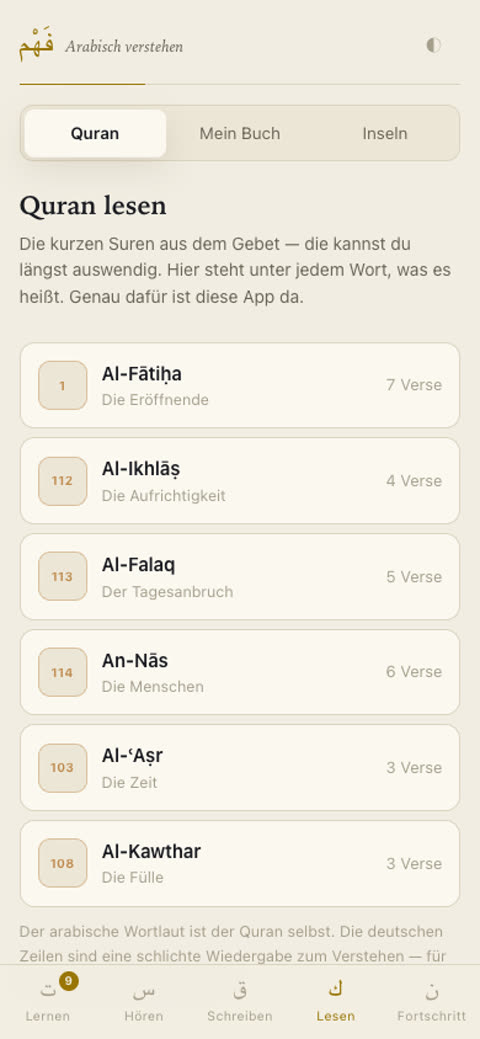 فَهْم Arabisch verstehen
Quran Mein Buch Inseln
Quran lesen
Die kurzen Suren aus dem Gebet — die kannst du
längst auswendig. Hier steht unter jedem Wort, was es
heißt. Genau dafür ist diese App da.
1 Al-Fātiḥa 7 Verse
Die Eröffnende
112 Al-Ikhlāṣ 4 Verse
Die Aufrichtigkeit
113 Al-Falaq 5 Verse
Der Tagesanbruch
114 An-Nās 6 Verse
Die Menschen
103 Al-ʿAṣr 3 Verse
Die Zeit
108 Al-Kawthar 3 Verse
Die Fülle
Der arabische Wortlaut ist der Quran selbst. Die deutschen
Zeilen sind eine schlichte Wiedergabe zum Verstehen — für
ت 9 س ق ك ن
Lernen Hören Schreiben Lesen Fortschritt